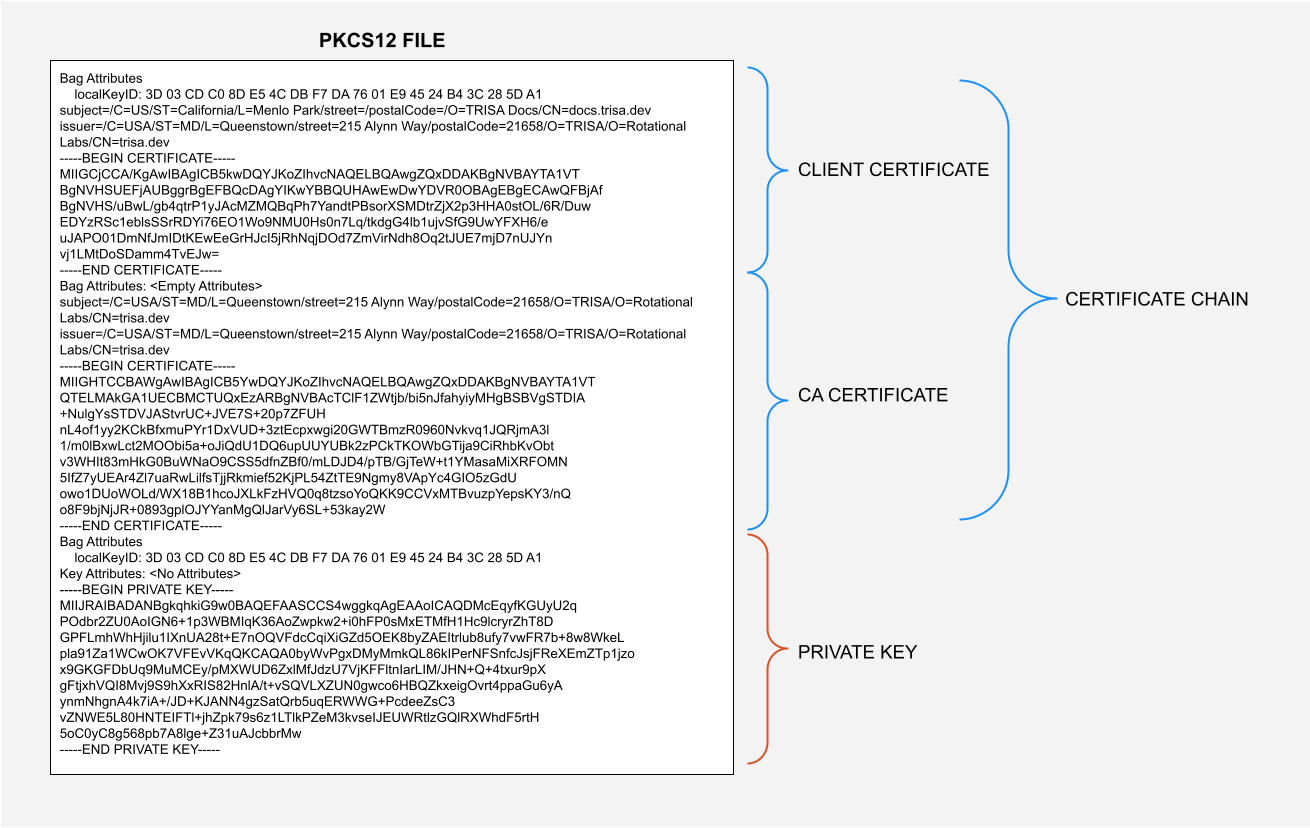 PKCS12 FILE
Bag Attributes
localKeyID: 3D 03 CD C0 8D E5 4C DB F7 DA 76 01 E9 45 24 B4 3C 28 5D A1
subject=/C=US/ST=California/L=Menlo Park/street=/postalCode=/O=TRISA Docs/CN=docs.trisa.dev
issuer=/C=USA/ST=MD/L=Queenstown/street=215 Alynn Way/postalCode=21658/O=TRISA/O=Rotational
Labs/CN=trisa.dev
-----BEGIN CERTIFICATE-----
MIIGCjCCA/KgAwIBAgICB5kwDQYJKoZIhvcNAQELBQAwgZQxDDAKBgNVBAYTA1VT
BgNVHSUEFjAUBggrBgEFBQcDAgYIKwYBBQUHAwEwDwYDVR0OBAgEBgECAwQFBjAf
BgNVHS/uBwL/gb4qtrP1yJAcMZMQBqPh7YandtPBsorXSMDtrZjX2p3HHA0stOL/6R/Duw
EDYzRSc1eblsSSrRDYi76EO1Wo9NMU0Hs0n7Lq/tkdgG4lb1ujvSfG9UwYFXH6/e
uJAPO01DmNfJmIDtKEwEeGrHJcI5jRhNqjDOd7ZmVirNdh8Oq2tJUE7mjD7nUJYn
vj1LMtDoSDamm4TvEJw=
-----END CERTIFICATE-----
Bag Attributes: <Empty Attributes>
subject=/C=USA/ST=MD/L=Queenstown/street=215 Alynn Way/postalCode=21658/O=TRISA/O=Rotational
Labs/CN=trisa.dev
issuer=/C=USA/ST=MD/L=Queenstown/street=215 Alynn Way/postalCode=21658/O=TRISA/O=Rotational
Labs/CN=trisa.dev
-----BEGIN CERTIFICATE-----
MIIGHTCCBAWgAwIBAgICB5YwDQYJKoZIhvcNAQELBQAwgZQxDDAKBgNVBAYTA1VT
QTELMAkGA1UECBMCTUQxEzARBgNVBAcTClF1ZWtjb/bi5nJfahyiyMHgBSBVgSTDIA
+NuIgYsSTDVJAStvrUC+JVE7S+20p7ZFUH
nL4of1yy2KCkBfxmuPYr1DxVUD+3ztEcpxwgi20GWTBmzR0960Nvkvq1JQRjmA3l
1/m0lBxwLct2MOObi5a+oJiQdU1DQ6upUUYUBk2zPCkTKOWbGTija9CiRhbKvObt
v3WHIt83mHkG0BuWNaO9CSS5dfnZBf0/mLDJD4/pTB/GjTeW+t1YMasaMiXRFOMN
5IfZ7yUEAr4Zl7uaRwLilfsTjjRkmief52KjPL54ZtTE9Ngmy8VApYc4GIO5zGdU
owo1DUoWOLd/WX18B1hcoJXLkFzHVQ0q8tzsoYoQKK9CCVxMTBvuzpYepsKY3/nQ
o8F9bjNjJR+0893gplOJYYanMgQlJarVy6SL+53kay2W
-----END CERTIFICATE-----
Bag Attributes
localKeyID: 3D 03 CD C0 8D E5 4C DB F7 DA 76 01 E9 45 24 B4 3C 28 5D A1
Key Attributes: <No Attributes>
-----BEGIN PRIVATE KEY-----
MIIJRAIBADANBgkqhkiG9w0BAQEFAASCCS4wggkqAgEAAoICAQDMcEqyfKGUyU2q
POdbr2ZU0AoIGN6+1p3WBMIqK36AoZwpkw2+i0hFP0sMxETMfH1Hc9lcryrZhT8D
GPFLmhWhHjilu1IXnUA28t+E7nOQVFdcCqiXiGZd5OEK8byZAEItrlub8ufy7vwFR7b+8w8WkeL
pIa91Za1WCwOK7VFEvVKqQKCAQA0byWvPgxDMyMmkQL86kIPerNFSnfcJsjFReXEmZTp1jzo
x9GKGFDbUq9MuMCEy/pMXWUD6ZxlMfJdzU7VjKFFltnIarLIM/JHN+Q+4txur9pX
gFtjxhVQI8Mvj9S9hXxRIS82HnlA/t+vSQVLXZUN0gwco6HBQZkxeigOvrt4ppaGu6yA
ynmNhgnA4k7iA+/JD+KJANN4gzSatQrb5uqERWWG+PcdeeZsC3
vZNWE5L80HNTEIFTl+jhZpk79s6z1LTlkPZeM3kvseIJEUWRtlzGQlRXWhdF5rtH
5oC0yC8g568pb7A8lge+Z31uAJcbbrMw
-----END PRIVATE KEY-----
CLIENT CERTIFICATE
CA CERTIFICATE
PRIVATE KEY
CERTIFICATE CHAIN